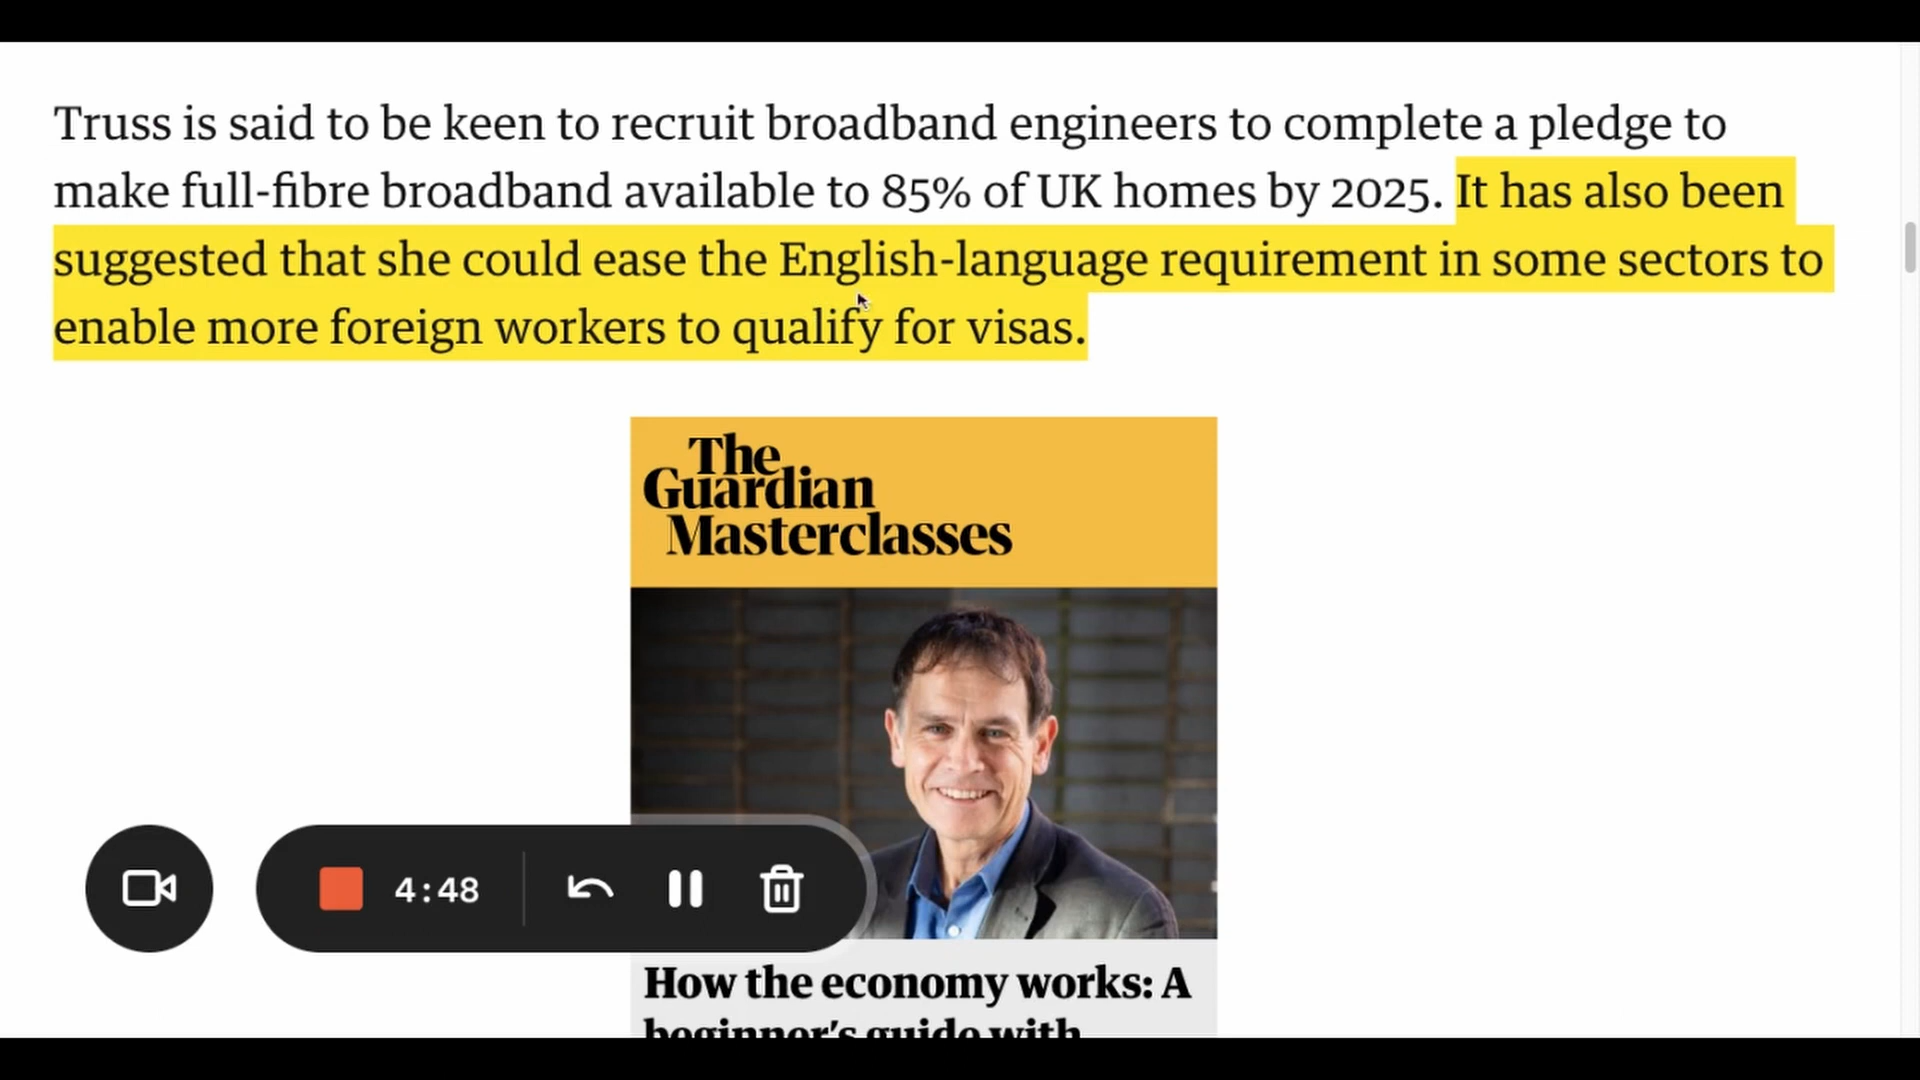 Truss is said to be keen to recruit broadband engineers to complete a pledge to
make full-fibre broadband available to 85% of UK homes by 2025. It has also been
suggested that she could ease the English-language requirement in some sectors to
enable more foreign workers to qualify for visas.
The
Guardian
Masterclasses
4:48
How the economy works: A
beginner's guide with